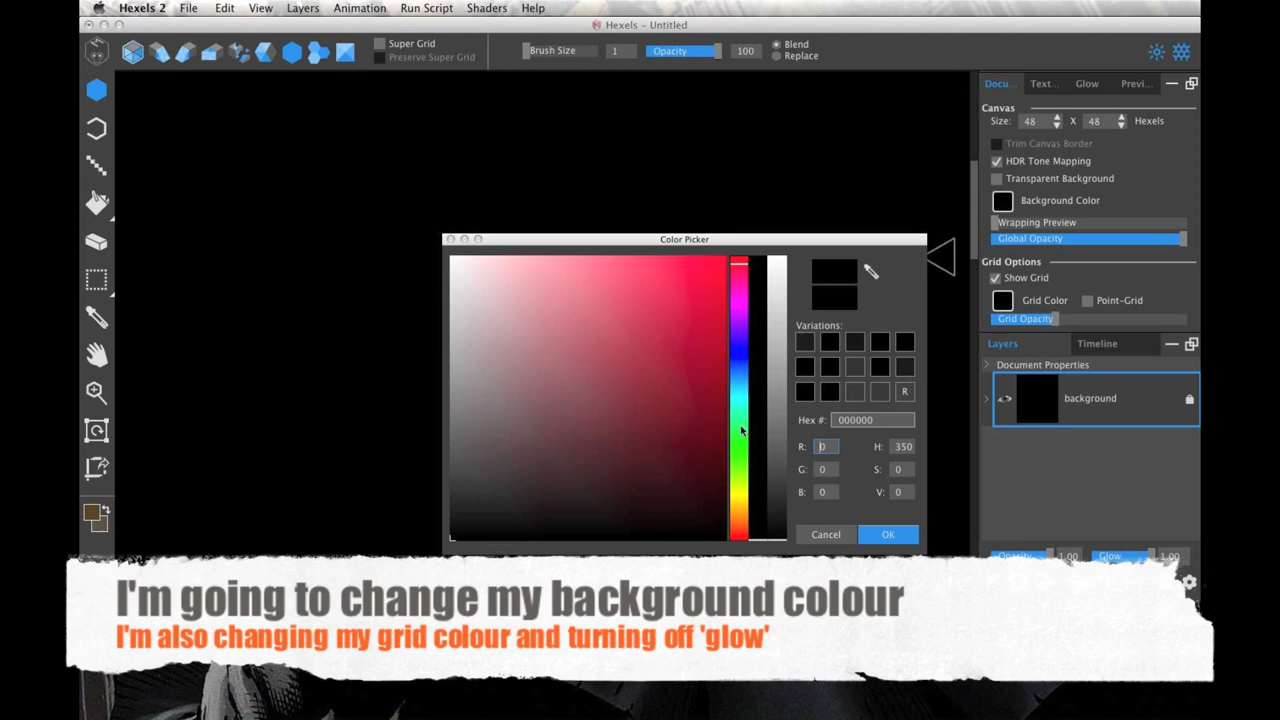 Hexels 2 File Edit View Layers Animation Run Script Shaders Help
Hexels - Untitled
Super Grid
Preserve Super Grid
Brush Size 1 Opacity 100
Blend
Replace
Docu... Text... Glow Previ...
Canvas
Size: 48 X 48 Hexels
Trim Canvas Border
HDR Tone Mapping
Transparent Background
Background Color
Wrapping Preview
Global Opacity
Grid Options
Show Grid
Grid Color Point-Grid
Grid Opacity
Layers Timeline
Document Properties
background
Color Picker
Variations:
R
Hex #: 000000
R: 0 H: 350
G: 0 S: 0
B: 0 V: 0
Cancel OK
Opacity 1.00 Glow 1.00
I'm going to change my background colour
I'm also changing my grid colour and turning off 'glow'